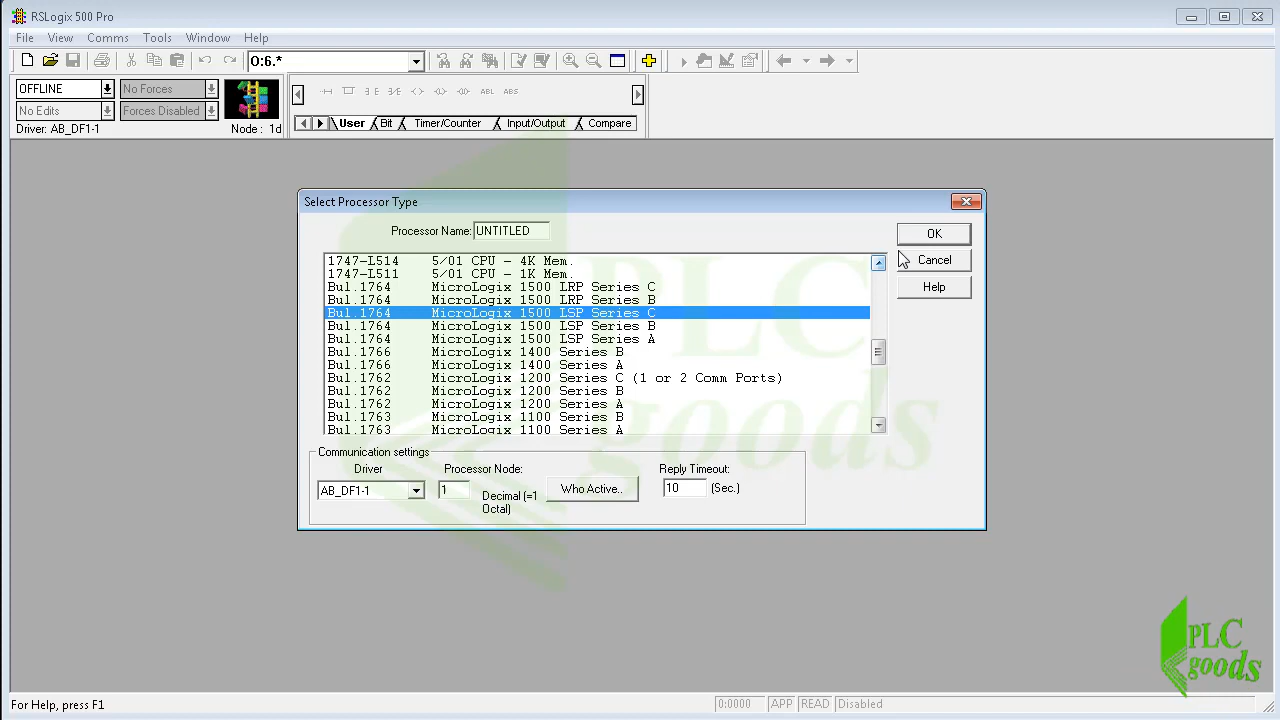 RSLogix 500 Pro
File View Comms Tools Window Help
O:6.*
OFFLINE No Forces
No Edits Forces Disabled
Driver: AB_DF1-1 Node : 1d
ABL ABS
User Bit Timer/Counter Input/Output Compare
Select Processor Type
Processor Name: UNTITLED
OK
Cancel
Help
1747-L514 5/01 CPU - 4K Mem.
1747-L511 5/01 CPU - 1K Mem.
Bul.1764 MicroLogix 1500 LRP Series C
Bul.1764 MicroLogix 1500 LRP Series B
Bul.1764 MicroLogix 1500 LSP Series C
Bul.1764 MicroLogix 1500 LSP Series B
Bul.1764 MicroLogix 1500 LSP Series A
Bul.1766 MicroLogix 1400 Series B
Bul.1766 MicroLogix 1400 Series A
Bul.1762 MicroLogix 1200 Series C (1 or 2 Comm Ports)
Bul.1762 MicroLogix 1200 Series B
Bul.1762 MicroLogix 1200 Series A
Bul.1763 MicroLogix 1100 Series B
Bul.1763 MicroLogix 1100 Series A
Communication settings
Driver Processor Node: Reply Timeout:
AB_DF1-1 1 Decimal (=1 Octal) Who Active.. 10 (Sec.)
PLC
goods
PLC
goods
For Help, press F1
0:0000 APP READ Disabled